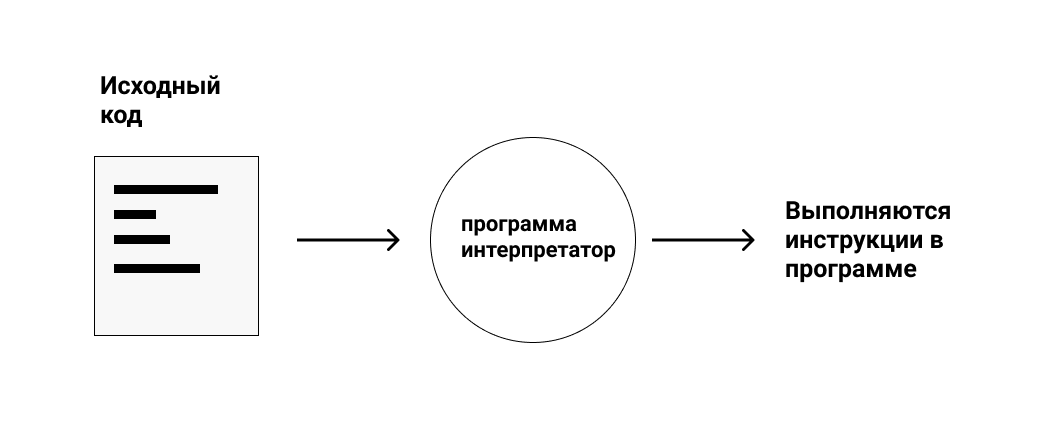 Исходный
код
программа
интерпретатор
Выполняются
инструкции в
программе